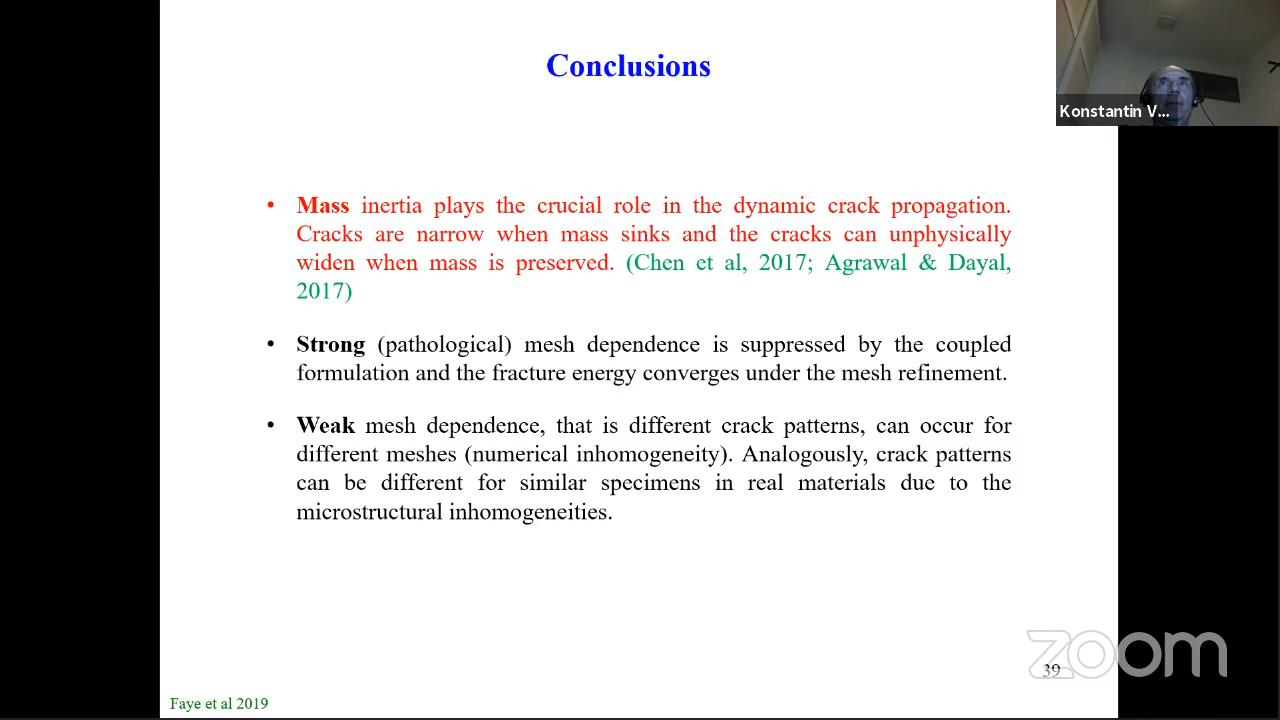 Conclusions
Konstantin V...
• Mass inertia plays the crucial role in the dynamic crack propagation.
Cracks are narrow when mass sinks and the cracks can unphysically
widen when mass is preserved. (Chen et al, 2017; Agrawal & Dayal,
2017)
• Strong (pathological) mesh dependence is suppressed by the coupled
formulation and the fracture energy converges under the mesh refinement.
• Weak mesh dependence, that is different crack patterns, can occur for
different meshes (numerical inhomogeneity). Analogously, crack patterns
can be different for similar specimens in real materials due to the
microstructural inhomogeneities.
zoom
39
Faye et al 2019